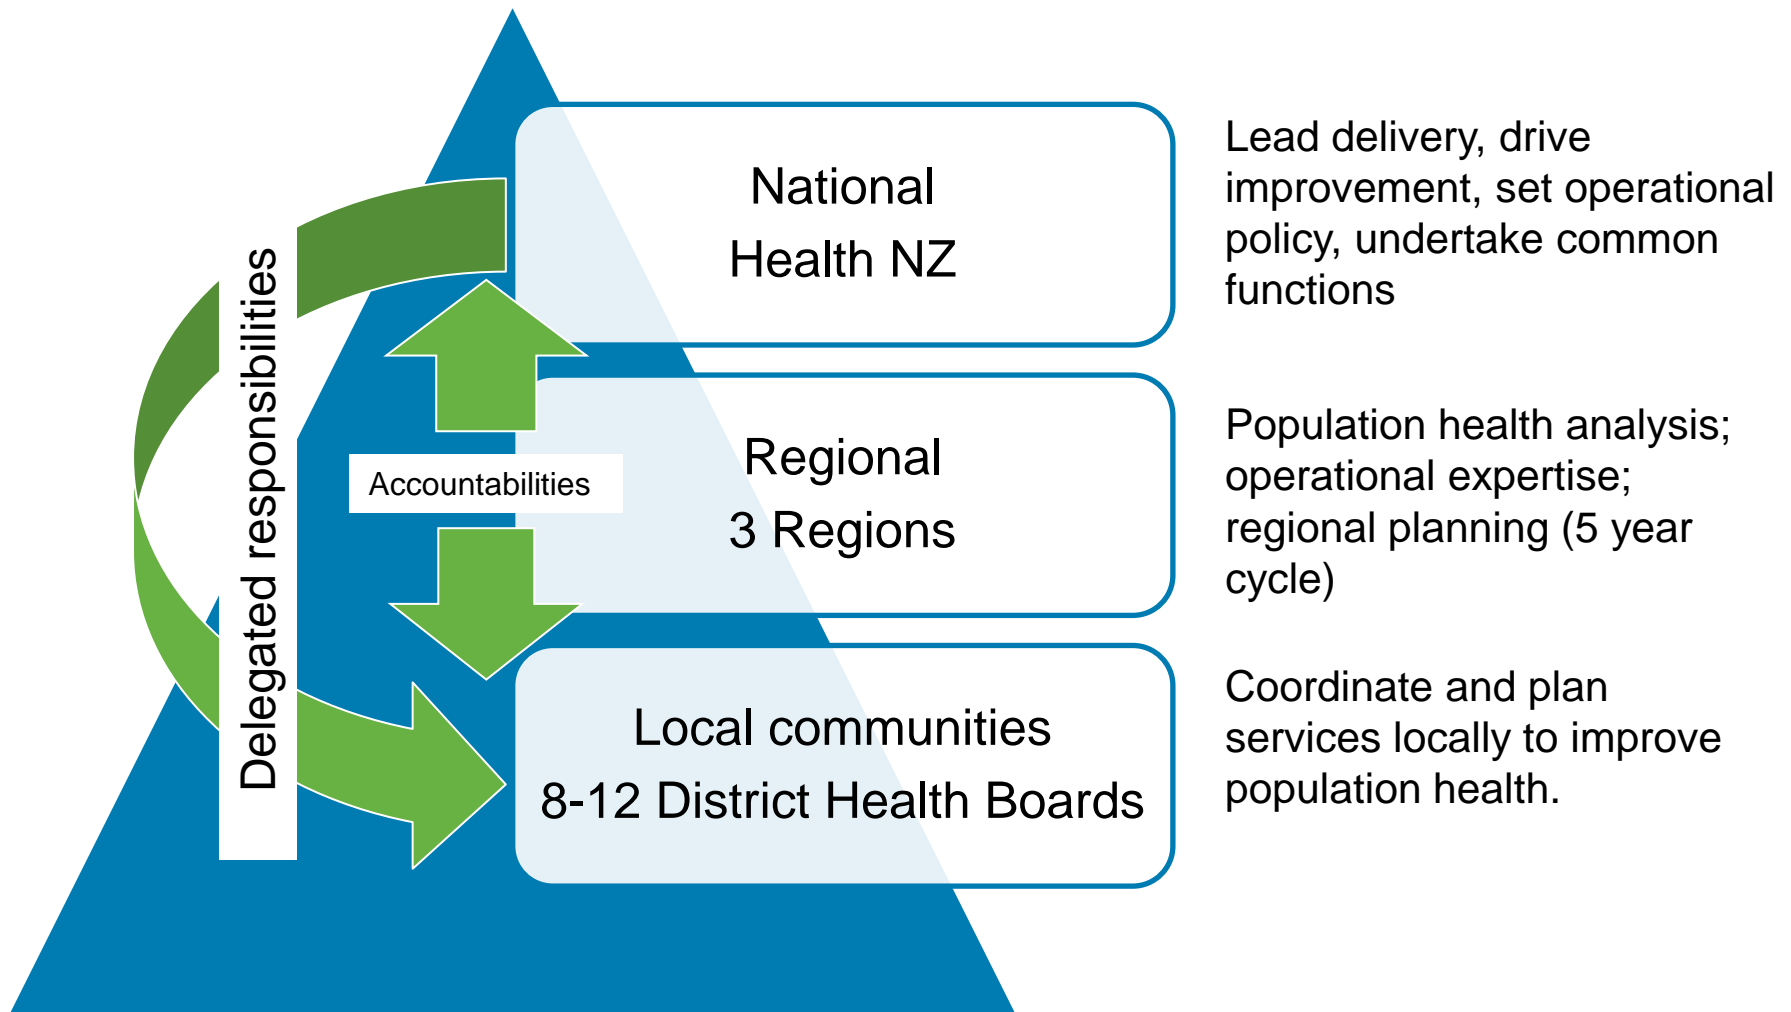 National
Health NZ
Lead delivery, drive
improvement, set operational
policy, undertake common
functions
Delegated responsibilities
Accountabilities
Regional
3 Regions
Population health analysis;
operational expertise;
regional planning (5 year
cycle)
Local communities
8-12 District Health Boards
Coordinate and plan
services locally to improve
population health.